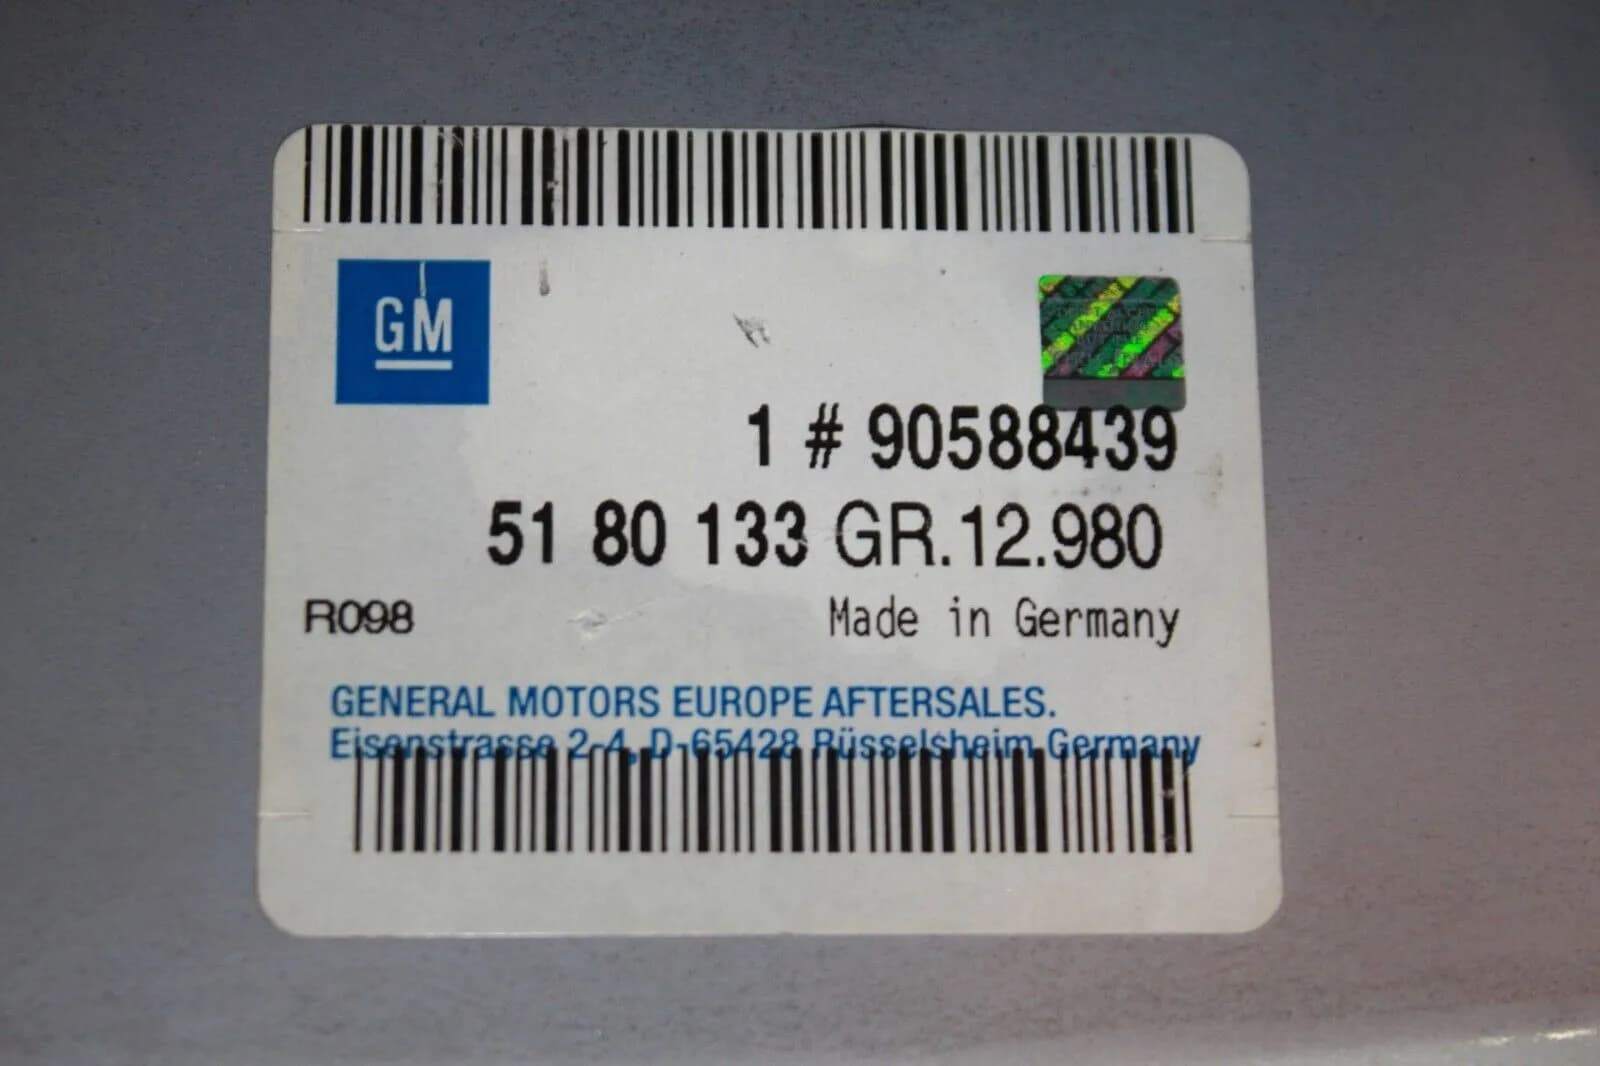 GM
1 # 90588439
51 80 133 GR.12.980
R098
Made in Germany
GENERAL MOTORS EUROPE AFTERSALES.
Eisenstrasse 2-4, D-65428 Rüsselsheim Germany